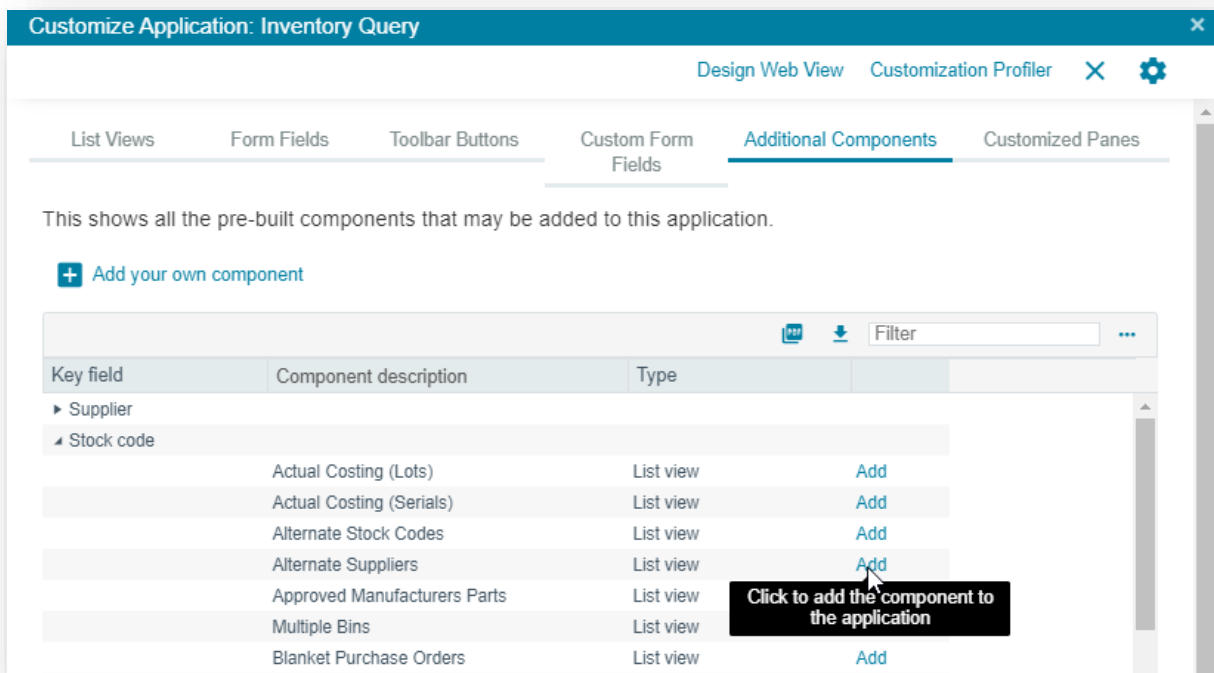 Customize Application: Inventory Query
Design Web View Customization Profiler
List Views Form Fields Toolbar Buttons Custom Form Fields Additional Components Customized Panes
This shows all the pre-built components that may be added to this application.
Add your own component
PDF Filter
Key field Component description Type
Supplier
Stock code
Actual Costing (Lots) List view Add
Actual Costing (Serials) List view Add
Alternate Stock Codes List view Add
Alternate Suppliers List view Add
Approved Manufacturers Parts List view
Click to add the component to
the application
Multiple Bins List view
Blanket Purchase Orders List view Add